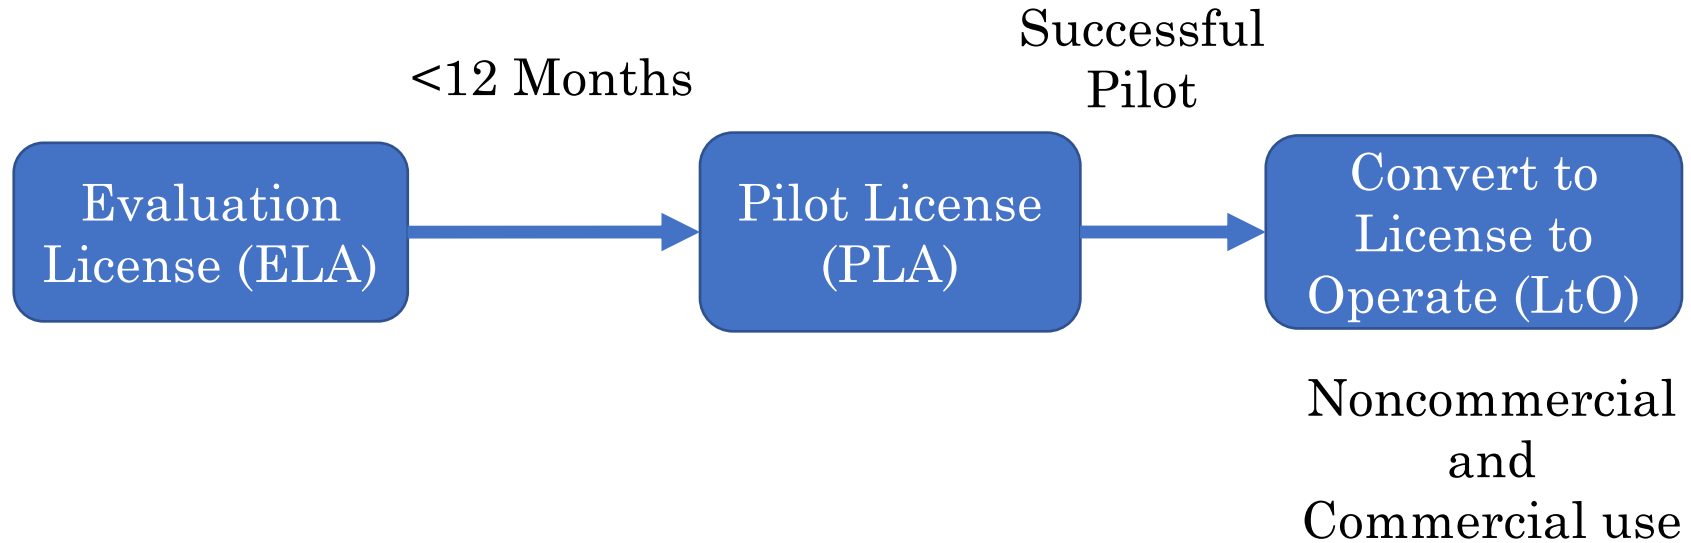 <12 Months
Successful
Pilot
Evaluation
License (ELA)
Pilot License
(PLA)
Convert to
License to
Operate (LtO)
Noncommercial
and
Commercial use